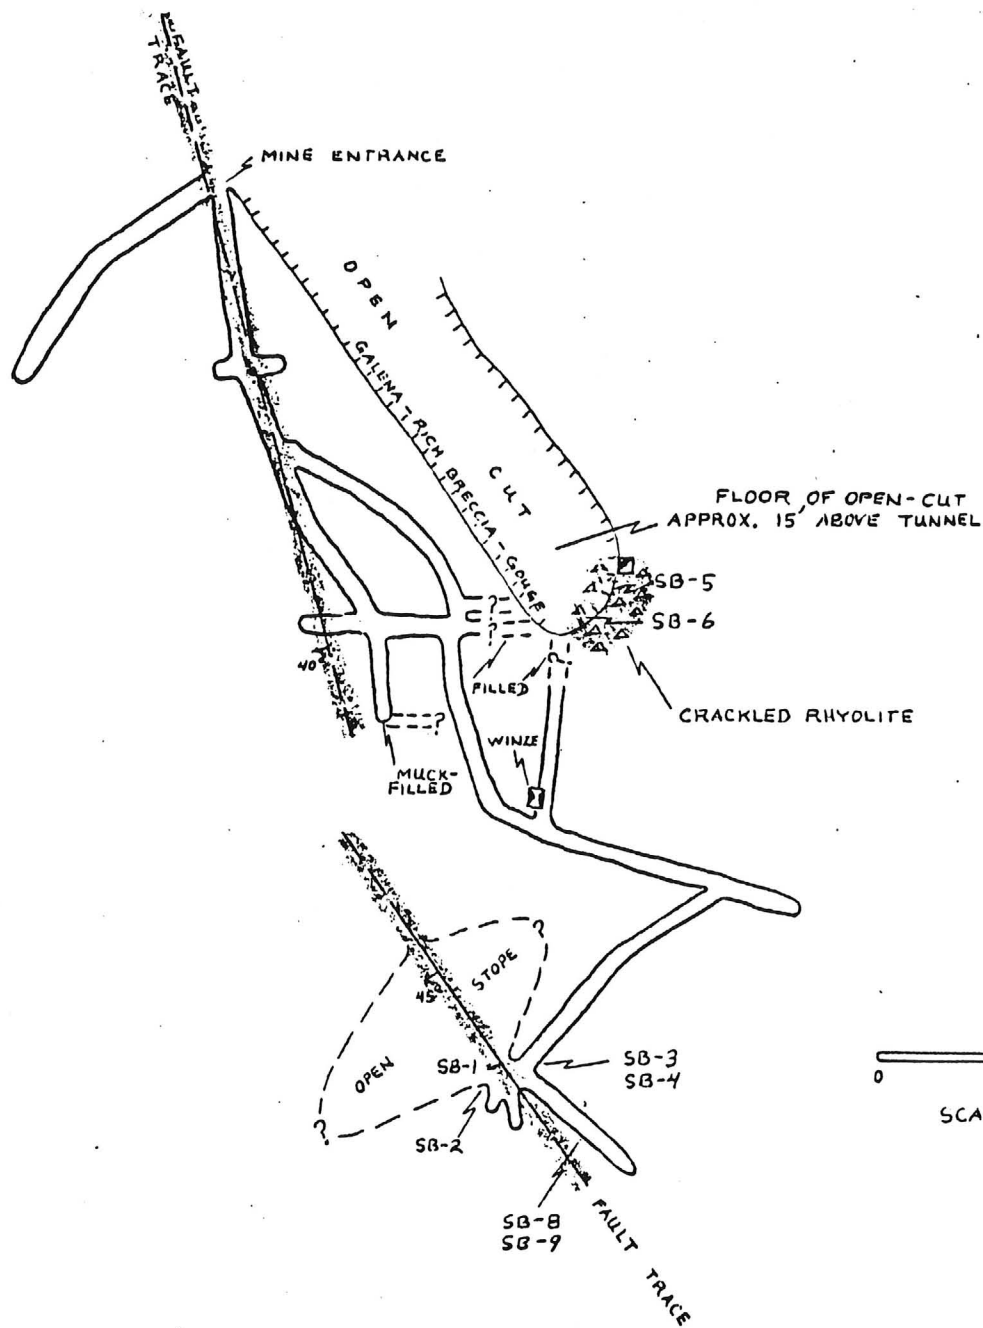 FAULT
TRACE
MINE ENTRANCE
OPEN
CUT
GALENA-RICH BRECCIA-GOUGE
FLOOR OF OPEN-CUT
APPROX. 15' ABOVE TUNNEL
SB-5
SB-6
?
?
?
40
FILLED
CRACKLED RHYOLITE
?
WINZE
MUCK-
FILLED
?
STOPE
45
OPEN
SB-1
SB-3
SB-4
0
SCA
?
SB-2
SB-8
SB-9
FAULT TRACE